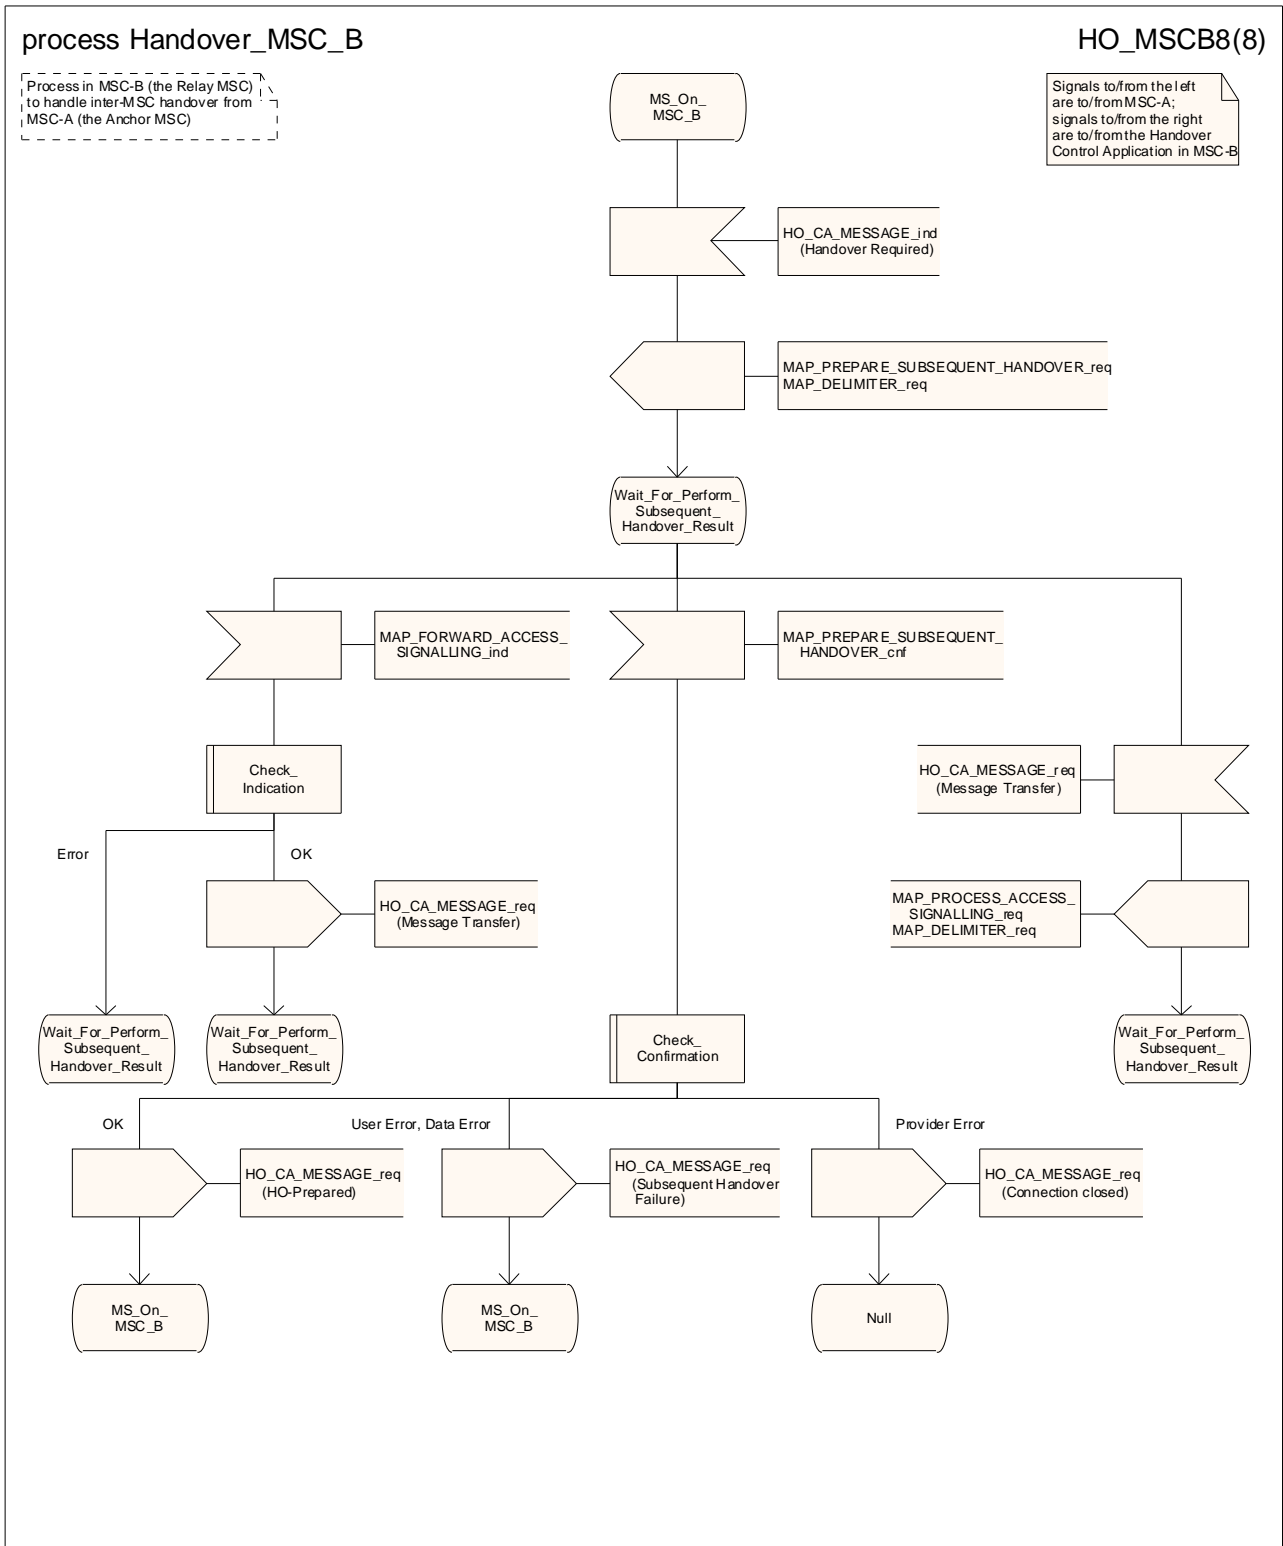 process Handover_MSC_B
HO_MSCB8(8)
Process in MSC-B (the Relay MSC)
to handle inter-MSC handover from
MSC-A (the Anchor MSC)
MS_On_
MSC_B
Signals to/from the left
are to/from MSC-A;
signals to/from the right
are to/from the Handover
Control Application in MSC-B
HO_CA_MESSAGE_ind
(Handover Required)
MAP_PREPARE_SUBSEQUENT_HANDOVER_req
MAP_DELIMITER_req
Wait_For_Perform_
Subsequent_
Handover_Result
MAP_FORWARD_ACCESS_
SIGNALLING_ind
MAP_PREPARE_SUBSEQUENT_
HANDOVER_cnf
Check_
Indication
HO_CA_MESSAGE_req
(Message Transfer)
Error
OK
HO_CA_MESSAGE_req
(Message Transfer)
MAP_PROCESS_ACCESS_
SIGNALLING_req
MAP_DELIMITER_req
Wait_For_Perform_
Subsequent_
Handover_Result
Wait_For_Perform_
Subsequent_
Handover_Result
Check_
Confirmation
Wait_For_Perform_
Subsequent_
Handover_Result
OK
User Error, Data Error
Provider Error
HO_CA_MESSAGE_req
(HO-Prepared)
HO_CA_MESSAGE_req
(Subsequent Handover
Failure)
HO_CA_MESSAGE_req
(Connection closed)
MS_On_
MSC_B
MS_On_
MSC_B
Null